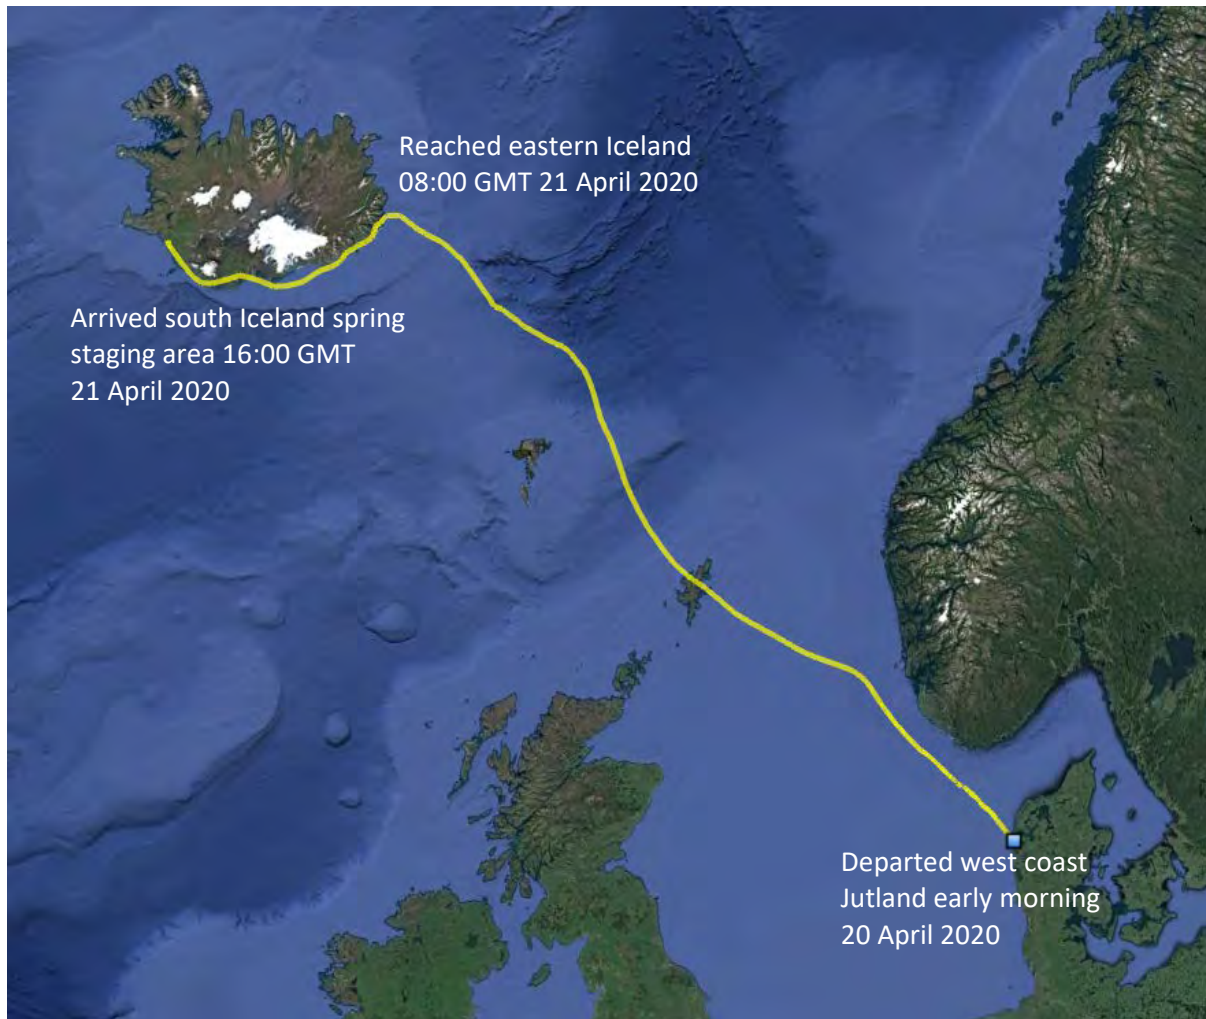 Reached eastern Iceland
08:00 GMT 21 April 2020
Arrived south Iceland spring
staging area 16:00 GMT
21 April 2020
Departed west coast
Jutland early morning
20 April 2020